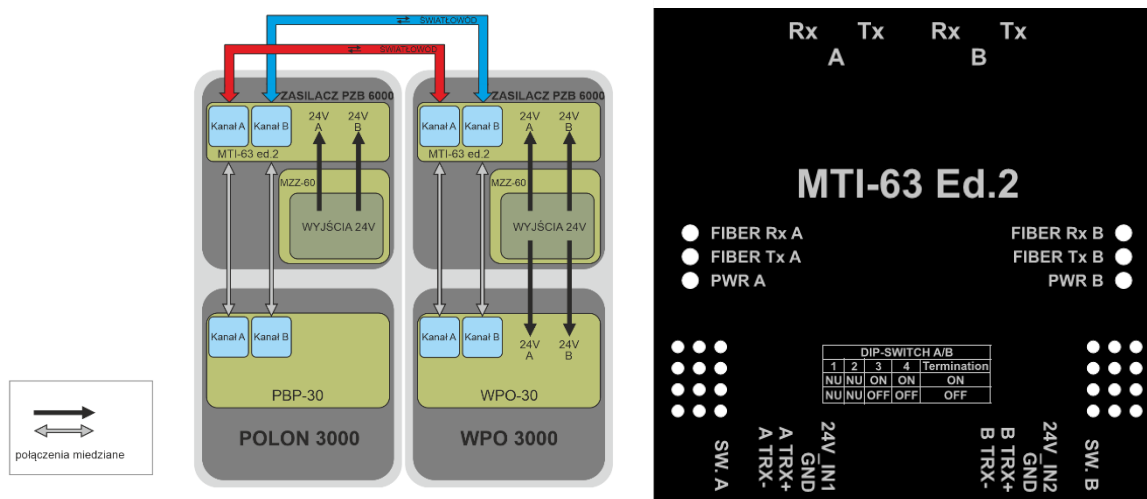 ŚWIATŁOWÓD
ŚWIATŁOWÓD
ZASILACZ PZB 6000
Kanał A
Kanał B
24V
A
24V
B
MTI-63 ed.2
MZZ-60
WYJŚCIA 24V
Kanał A
Kanał B
PBP-30
POLON 3000
ZASILACZ PZB 6000
Kanał A
Kanał B
24V
A
24V
B
MTI-63 ed.2
MZZ-60
WYJŚCIA 24V
Kanał A
Kanał B
24V
A
24V
B
WPO-30
WPO 3000
połączenia miedziane
Rx Tx Rx Tx
A B
MTI-63 Ed.2
FIBER Rx A
FIBER Tx A
PWR A
FIBER Rx B
FIBER Tx B
PWR B
DIP-SWITCH A/B
1 2 3 4 Termination
NU NU ON ON ON
NU NU OFF OFF OFF
SW. A
A TRX-
A TRX+
GND
24V_IN1
B TRX-
B TRX+
GND
24V_IN2
SW. B